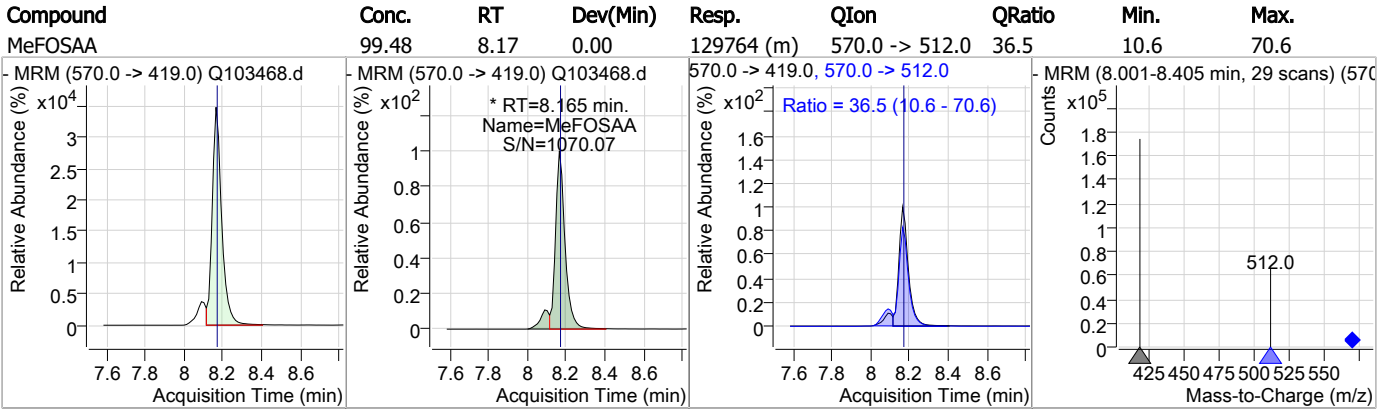 Compound Conc. RT Dev(Min) Resp. QIon QRatio Min. Max.
MeFOSAA 99.48 8.17 0.00 129764 (m) 570.0 -> 512.0 36.5 10.6 70.6
- MRM (570.0 -> 419.0) Q103468.d
Relative Abundance (%)
x10⁴
3
2.5
2
1.5
1
0.5
0
7.6 7.8 8 8.2 8.4 8.6
Acquisition Time (min)
- MRM (570.0 -> 419.0) Q103468.d
Relative Abundance (%)
x10²
* RT=8.165 min.
Name=MeFOSAA
S/N=1070.07
1
0.8
0.6
0.4
0.2
0
7.6 7.8 8 8.2 8.4 8.6
Acquisition Time (min)
570.0 -> 419.0, 570.0 -> 512.0
Relative Abundance (%)
x10²
Ratio = 36.5 (10.6 - 70.6)
1.6
1.4
1.2
1
0.8
0.6
0.4
0.2
0
7.6 7.8 8 8.2 8.4 8.6
Acquisition Time (min)
- MRM (8.001-8.405 min, 29 scans) (570
Counts
x10⁵
1.8
1.6
1.4
1.2
1
0.8
0.6
0.4
0.2
0
512.0
425 450 475 500 525 550
Mass-to-Charge (m/z)